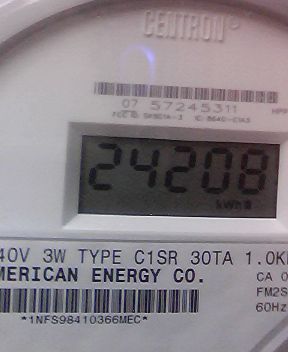 CENTRON®
07 57245311
24208
kWh
40V 3W TYPE C1SR 30TA 1.0K
MERICAN ENERGY CO.
CA 0
FM2S
60Hz
*1NFS98410366MEC*